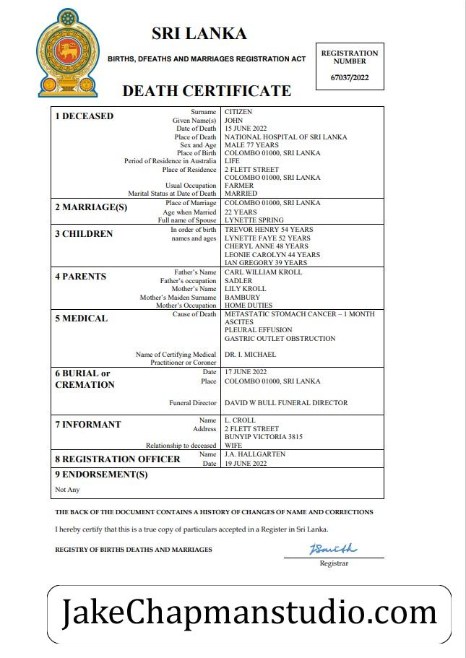 SRI LANKA
BIRTHS, DFEATHS AND MARRIAGES REGISTRATION ACT
REGISTRATION
NUMBER
67037/2022
DEATH CERTIFICATE
1 DECEASED
Surname CITIZEN
Given Name(s) JOHN
Date of Death 15 JUNE 2022
Place of Death NATIONAL HOSPITAL OF SRI LANKA
Sex and Age MALE 77 YEARS
Place of Birth COLOMBO 01000, SRI LANKA
Period of Residence in Australia LIFE
Place of Residence 2 FLETT STREET
COLOMBO 01000, SRI LANKA
Usual Occupation FARMER
Marital Status at Date of Death MARRIED
2 MARRIAGE(S)
Place of Marriage COLOMBO 01000, SRI LANKA
Age when Married 22 YEARS
Full name of Spouse LYNETTE SPRING
3 CHILDREN
In order of birth TREVOR HENRY 54 YEARS
names and ages LYNETTE FAYE 52 YEARS
CHERYL ANNE 48 YEARS
LEONIE CAROLYN 44 YEARS
IAN GREGORY 39 YEARS
4 PARENTS
Father's Name CARL WILLIAM KROLL
Father's occupation SADLER
Mother's Name LILY KROLL
Mother's Maiden Surname BAMBURY
Mother's Occupation HOME DUTIES
5 MEDICAL
Cause of Death METASTATIC STOMACH CANCER – 1 MONTH
ASCITES
PLEURAL EFFUSION
GASTRIC OUTLET OBSTRUCTION
Name of Certifying Medical DR. I. MICHAEL
Practitioner or Coroner
6 BURIAL or
CREMATION
Date 17 JUNE 2022
Place COLOMBO 01000, SRI LANKA
Funeral Director DAVID W BULL FUNERAL DIRECTOR
7 INFORMANT
Name L. CROLL
Address 2 FLETT STREET
BUNYIP VICTORIA 3815
Relationship to deceased WIFE
8 REGISTRATION OFFICER
Name J.A. HALLGARTEN
Date 19 JUNE 2022
9 ENDORSEMENT(S)
Not Any
THE BACK OF THE DOCUMENT CONTAINS A HISTORY OF CHANGES OF NAME AND CORRECTIONS
I hereby certify that this is a true copy of particulars accepted in a Register in Sri Lanka.
REGISTRY OF BIRTHS DEATHS AND MARRIAGES
Registrar
JakeChapmanstudio.com